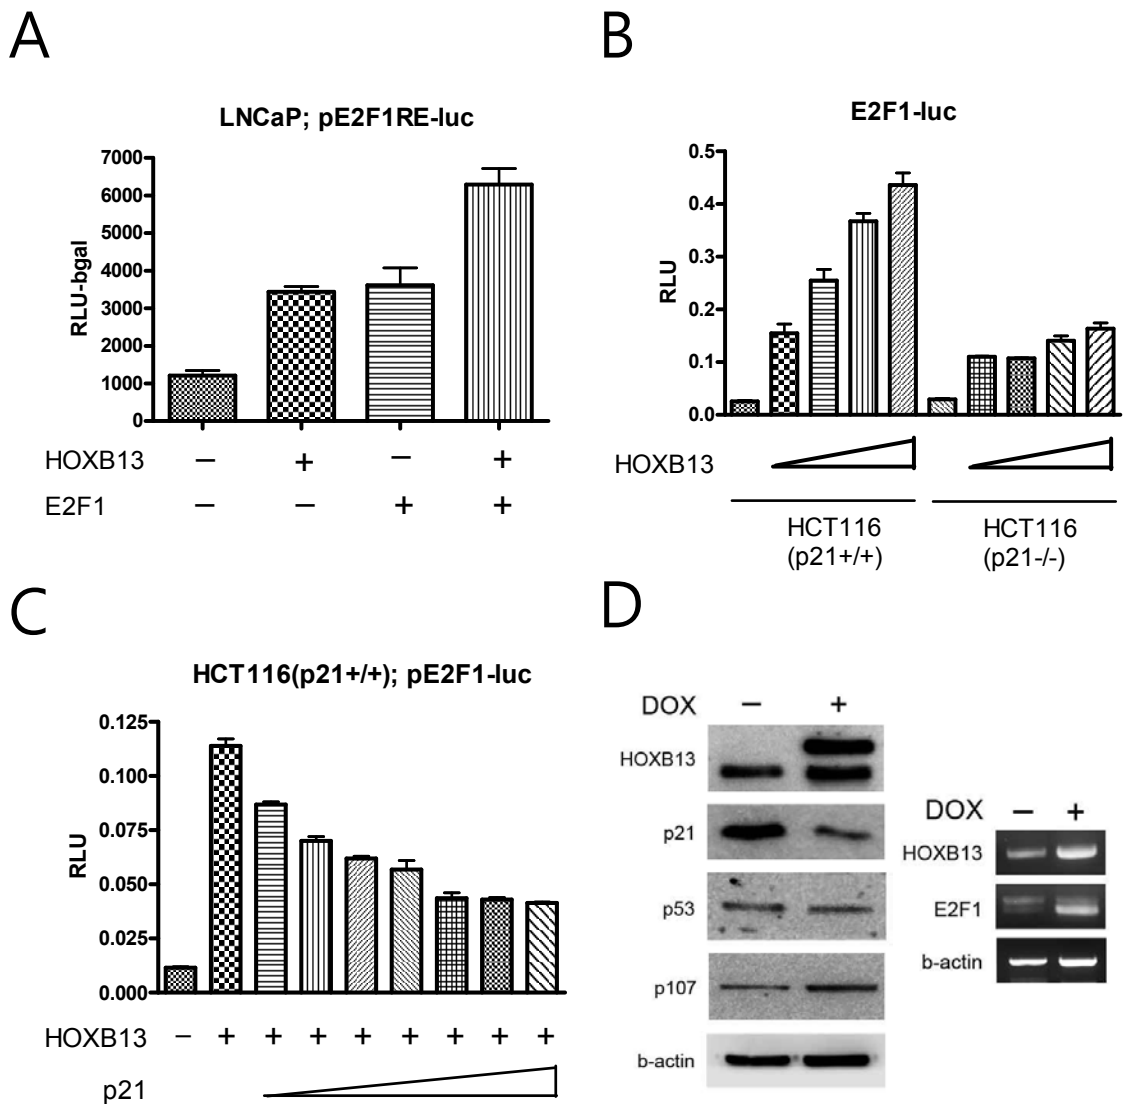 A
LNCaP; pE2F1RE-luc
RLU-bgal
7000
6000
5000
4000
3000
2000
1000
0
HOXB13 – + – +
E2F1 – – + +
B
E2F1-luc
RLU
0.5
0.4
0.3
0.2
0.1
0.0
HOXB13
HCT116
(p21+/+)
HCT116
(p21-/-)
C
HCT116(p21+/+); pE2F1-luc
RLU
0.125
0.100
0.075
0.050
0.025
0.000
HOXB13 – + + + + + + + +
p21
D
DOX – +
HOXB13
p21
p53
p107
b-actin
DOX – +
HOXB13
E2F1
b-actin